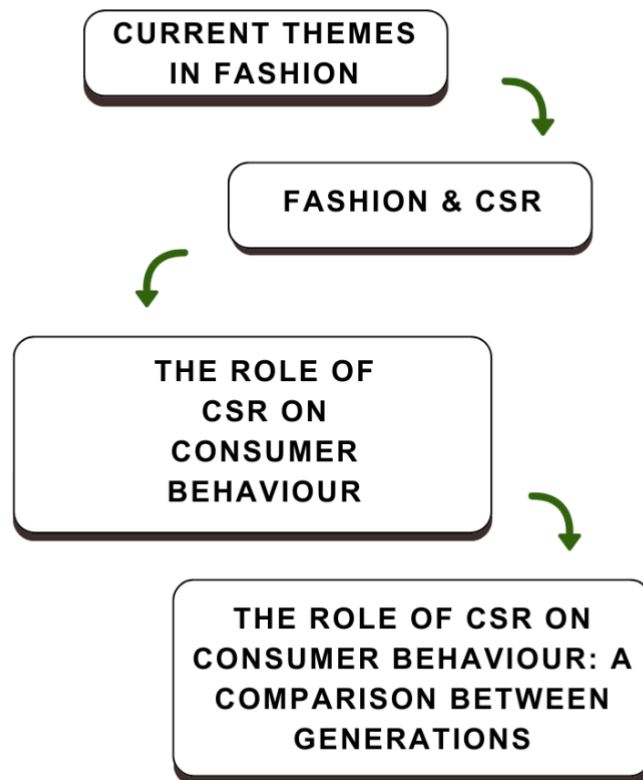 CURRENT THEMES
IN FASHION
FASHION & CSR
THE ROLE OF
CSR ON
CONSUMER
BEHAVIOUR
THE ROLE OF CSR ON
CONSUMER BEHAVIOUR: A
COMPARISON BETWEEN
GENERATIONS